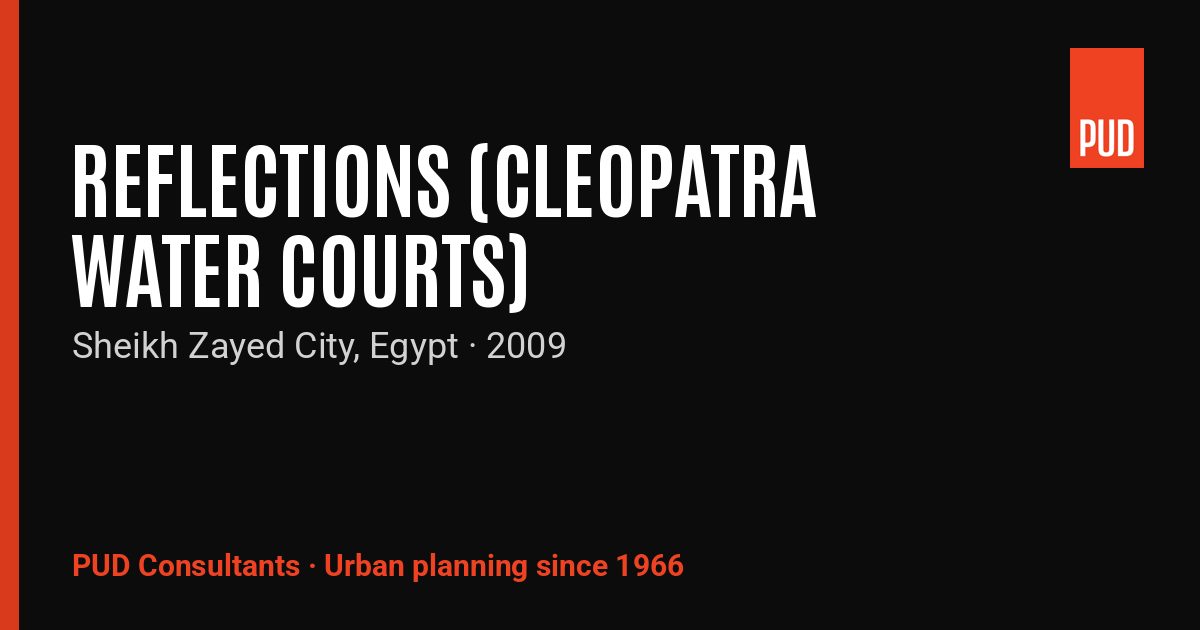 PUD
REFLECTIONS (CLEOPATRA
WATER COURTS)
Sheikh Zayed City, Egypt · 2009
PUD Consultants · Urban planning since 1966